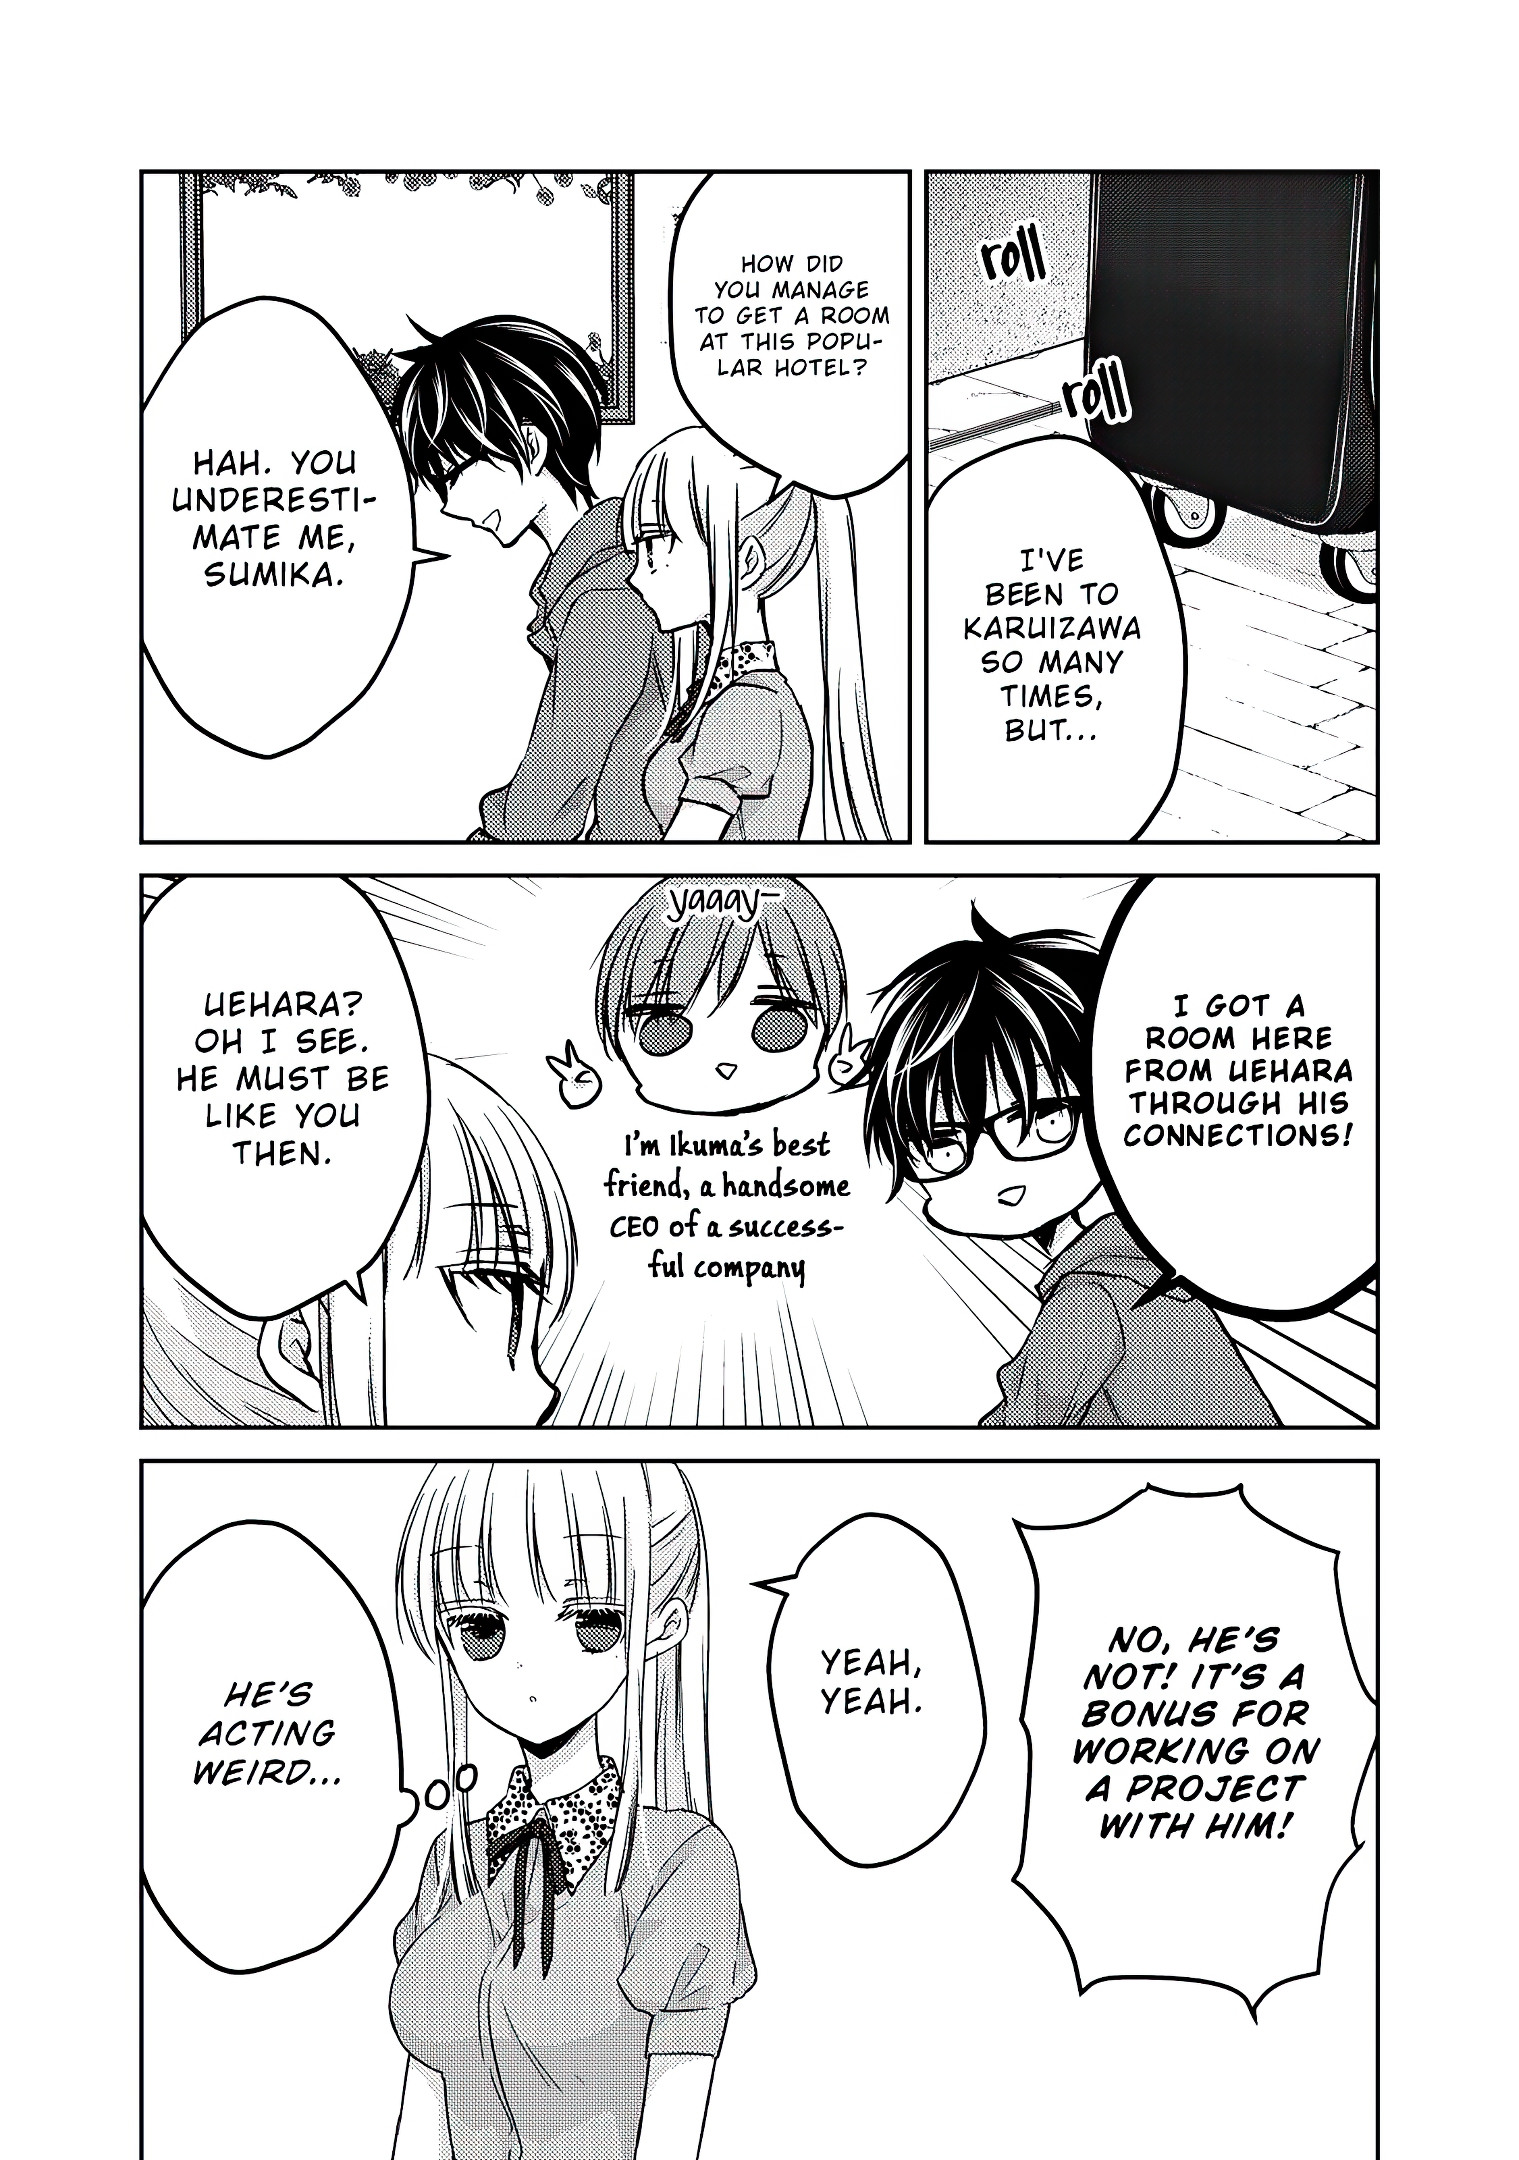 roll
roll
I'VE
BEEN TO
KARUIZAWA
SO MANY
TIMES,
BUT...
HOW DID
YOU MANAGE
TO GET A ROOM
AT THIS POPU-
LAR HOTEL?
HAH. YOU
UNDERESTI-
MATE ME,
SUMIKA.
I GOT A
ROOM HERE
FROM UEHARA
THROUGH HIS
CONNECTIONS!
yaaay-
I'm Ikuma's best
friend, a handsome
CEO of a success-
ful company
UEHARA?
OH I SEE.
HE MUST BE
LIKE YOU
THEN.
NO, HE'S
NOT! IT'S A
BONUS FOR
WORKING ON
A PROJECT
WITH HIM!
YEAH,
YEAH.
HE'S
ACTING
WEIRD...